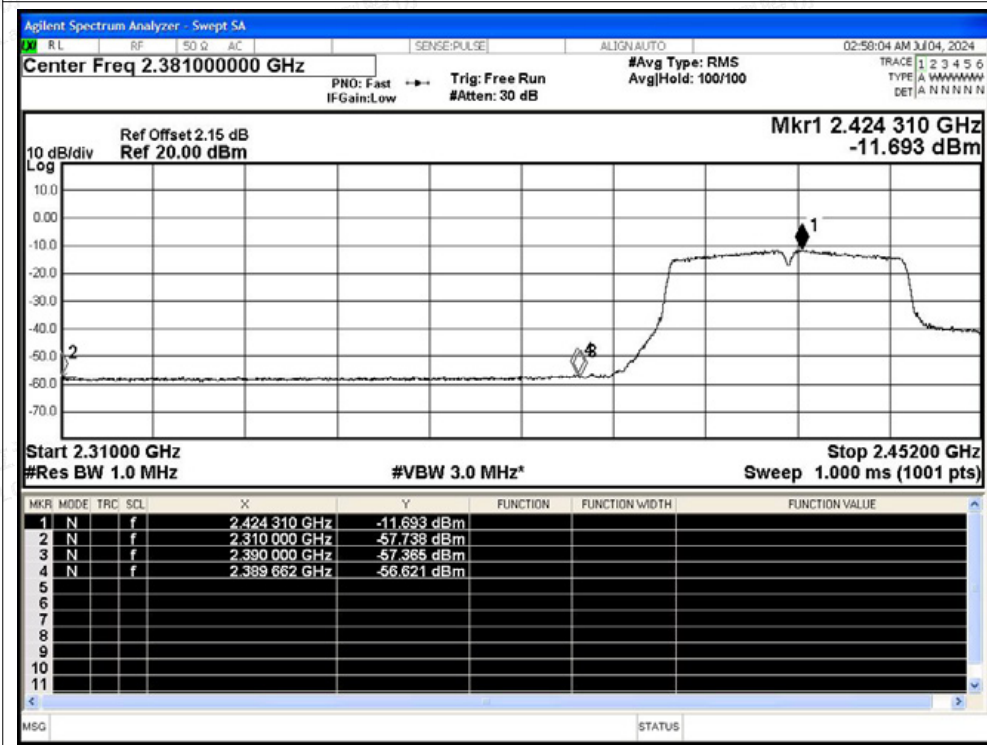 Agilent Spectrum Analyzer - Swept SA
RL RF 50 Ω AC SENSE:PULSE ALIGN AUTO 02:58:04 AM Jul 04, 2024
Center Freq 2.381000000 GHz
PNO: Fast
IFGain:Low
Trig: Free Run
#Atten: 30 dB
#Avg Type: RMS
Avg|Hold: 100/100
TRACE 1 2 3 4 5 6
TYPE A WWWWW
DET A N N N N N
Ref Offset 2.15 dB
10 dB/div Ref 20.00 dBm
Log
Mkr1 2.424 310 GHz
-11.693 dBm
10.0
0.00
-10.0
-20.0
-30.0
-40.0
-50.0
-60.0
-70.0
1
2
Start 2.31000 GHz
Stop 2.45200 GHz
#Res BW 1.0 MHz #VBW 3.0 MHz* Sweep 1.000 ms (1001 pts)
MKR MODE TRC SCL X Y FUNCTION FUNCTION WIDTH FUNCTION VALUE
1 N f 2.424 310 GHz -11.693 dBm
2 N f 2.310 000 GHz -57.738 dBm
3 N f 2.390 000 GHz -57.365 dBm
4 N f 2.389 662 GHz -56.621 dBm
5
6
7
8
9
10
11
MSG STATUS